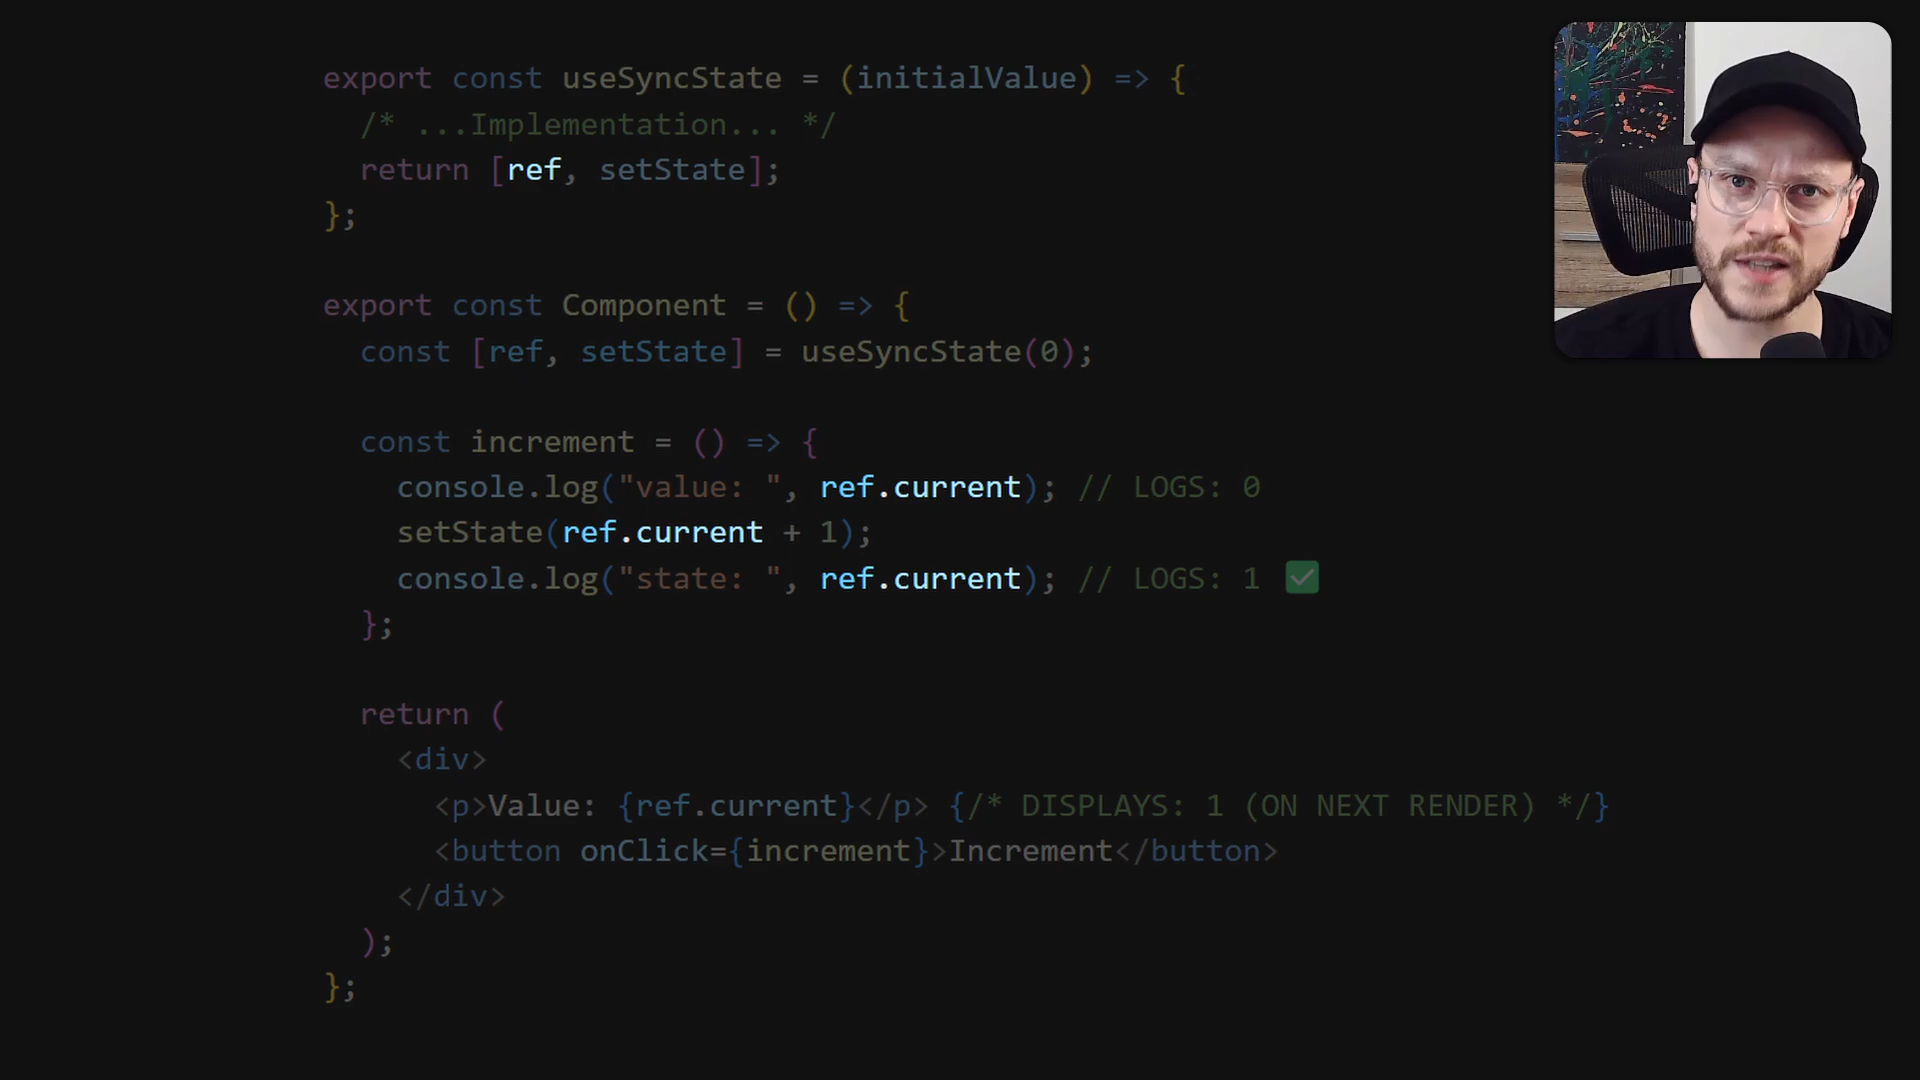 export const useSyncState = (initialValue) => {
/* ...Implementation... */
return [ref, setState];
};
export const Component = () => {
const [ref, setState] = useSyncState(0);
const increment = () => {
console.log("value: ", ref.current); // LOGS: 0
setState(ref.current + 1);
console.log("state: ", ref.current); // LOGS: 1 ✅
};
return (
<div>
<p>Value: {ref.current}</p> {/* DISPLAYS: 1 (ON NEXT RENDER) */}
<button onClick={increment}>Increment</button>
</div>
);
};